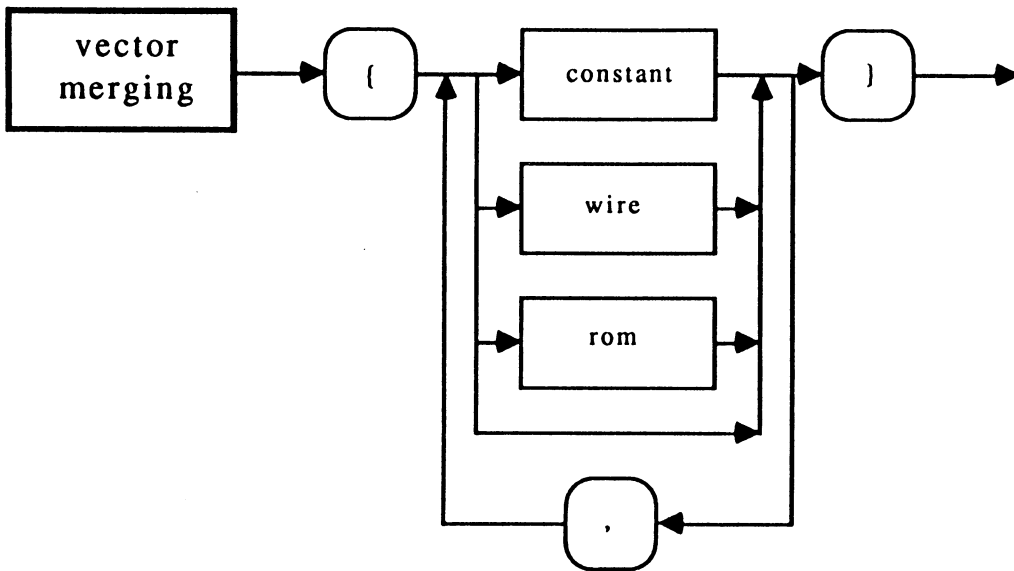 vector
merging
{
constant
}
wire
rom
,